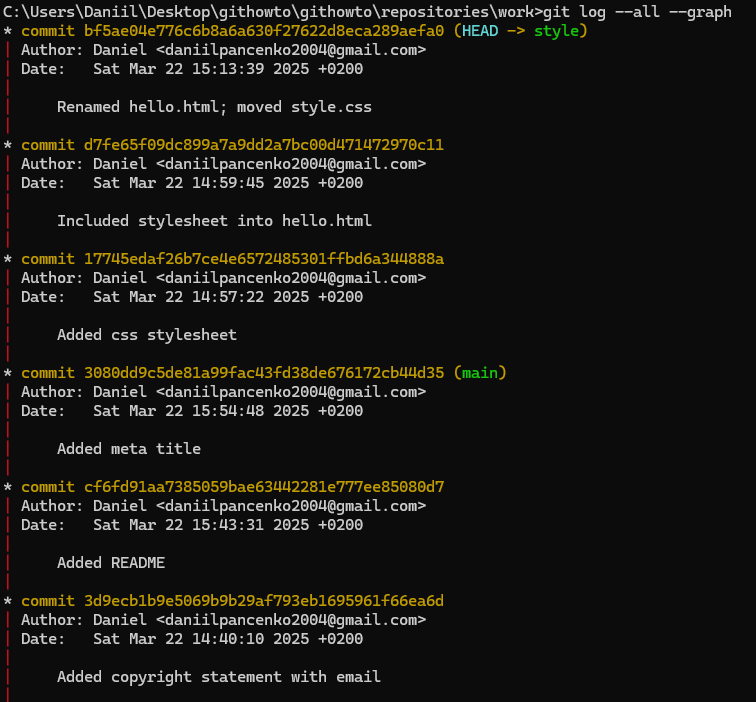 C:\Users\Daniil\Desktop\githowto\githowto\repositories\work>git log --all --graph
* commit bf5ae04e776c6b8a6a630f27622d8eca289aefa0 (HEAD -> style)
| Author: Daniel <daniilpancenko2004@gmail.com>
| Date:   Sat Mar 22 15:13:39 2025 +0200
|
|     Renamed hello.html; moved style.css
|
* commit d7fe65f09dc899a7a9dd2a7bc00d471472970c11
| Author: Daniel <daniilpancenko2004@gmail.com>
| Date:   Sat Mar 22 14:59:45 2025 +0200
|
|     Included stylesheet into hello.html
|
* commit 17745edaf26b7ce4e6572485301ffbd6a344888a
| Author: Daniel <daniilpancenko2004@gmail.com>
| Date:   Sat Mar 22 14:57:22 2025 +0200
|
|     Added css stylesheet
|
* commit 3080dd9c5de81a99fac43fd38de676172cb44d35 (main)
| Author: Daniel <daniilpancenko2004@gmail.com>
| Date:   Sat Mar 22 15:54:48 2025 +0200
|
|     Added meta title
|
* commit cf6fd91aa7385059bae63442281e777ee85080d7
| Author: Daniel <daniilpancenko2004@gmail.com>
| Date:   Sat Mar 22 15:43:31 2025 +0200
|
|     Added README
|
* commit 3d9ecb1b9e5069b9b29af793eb1695961f66ea6d
| Author: Daniel <daniilpancenko2004@gmail.com>
| Date:   Sat Mar 22 14:40:10 2025 +0200
|
|     Added copyright statement with email
|